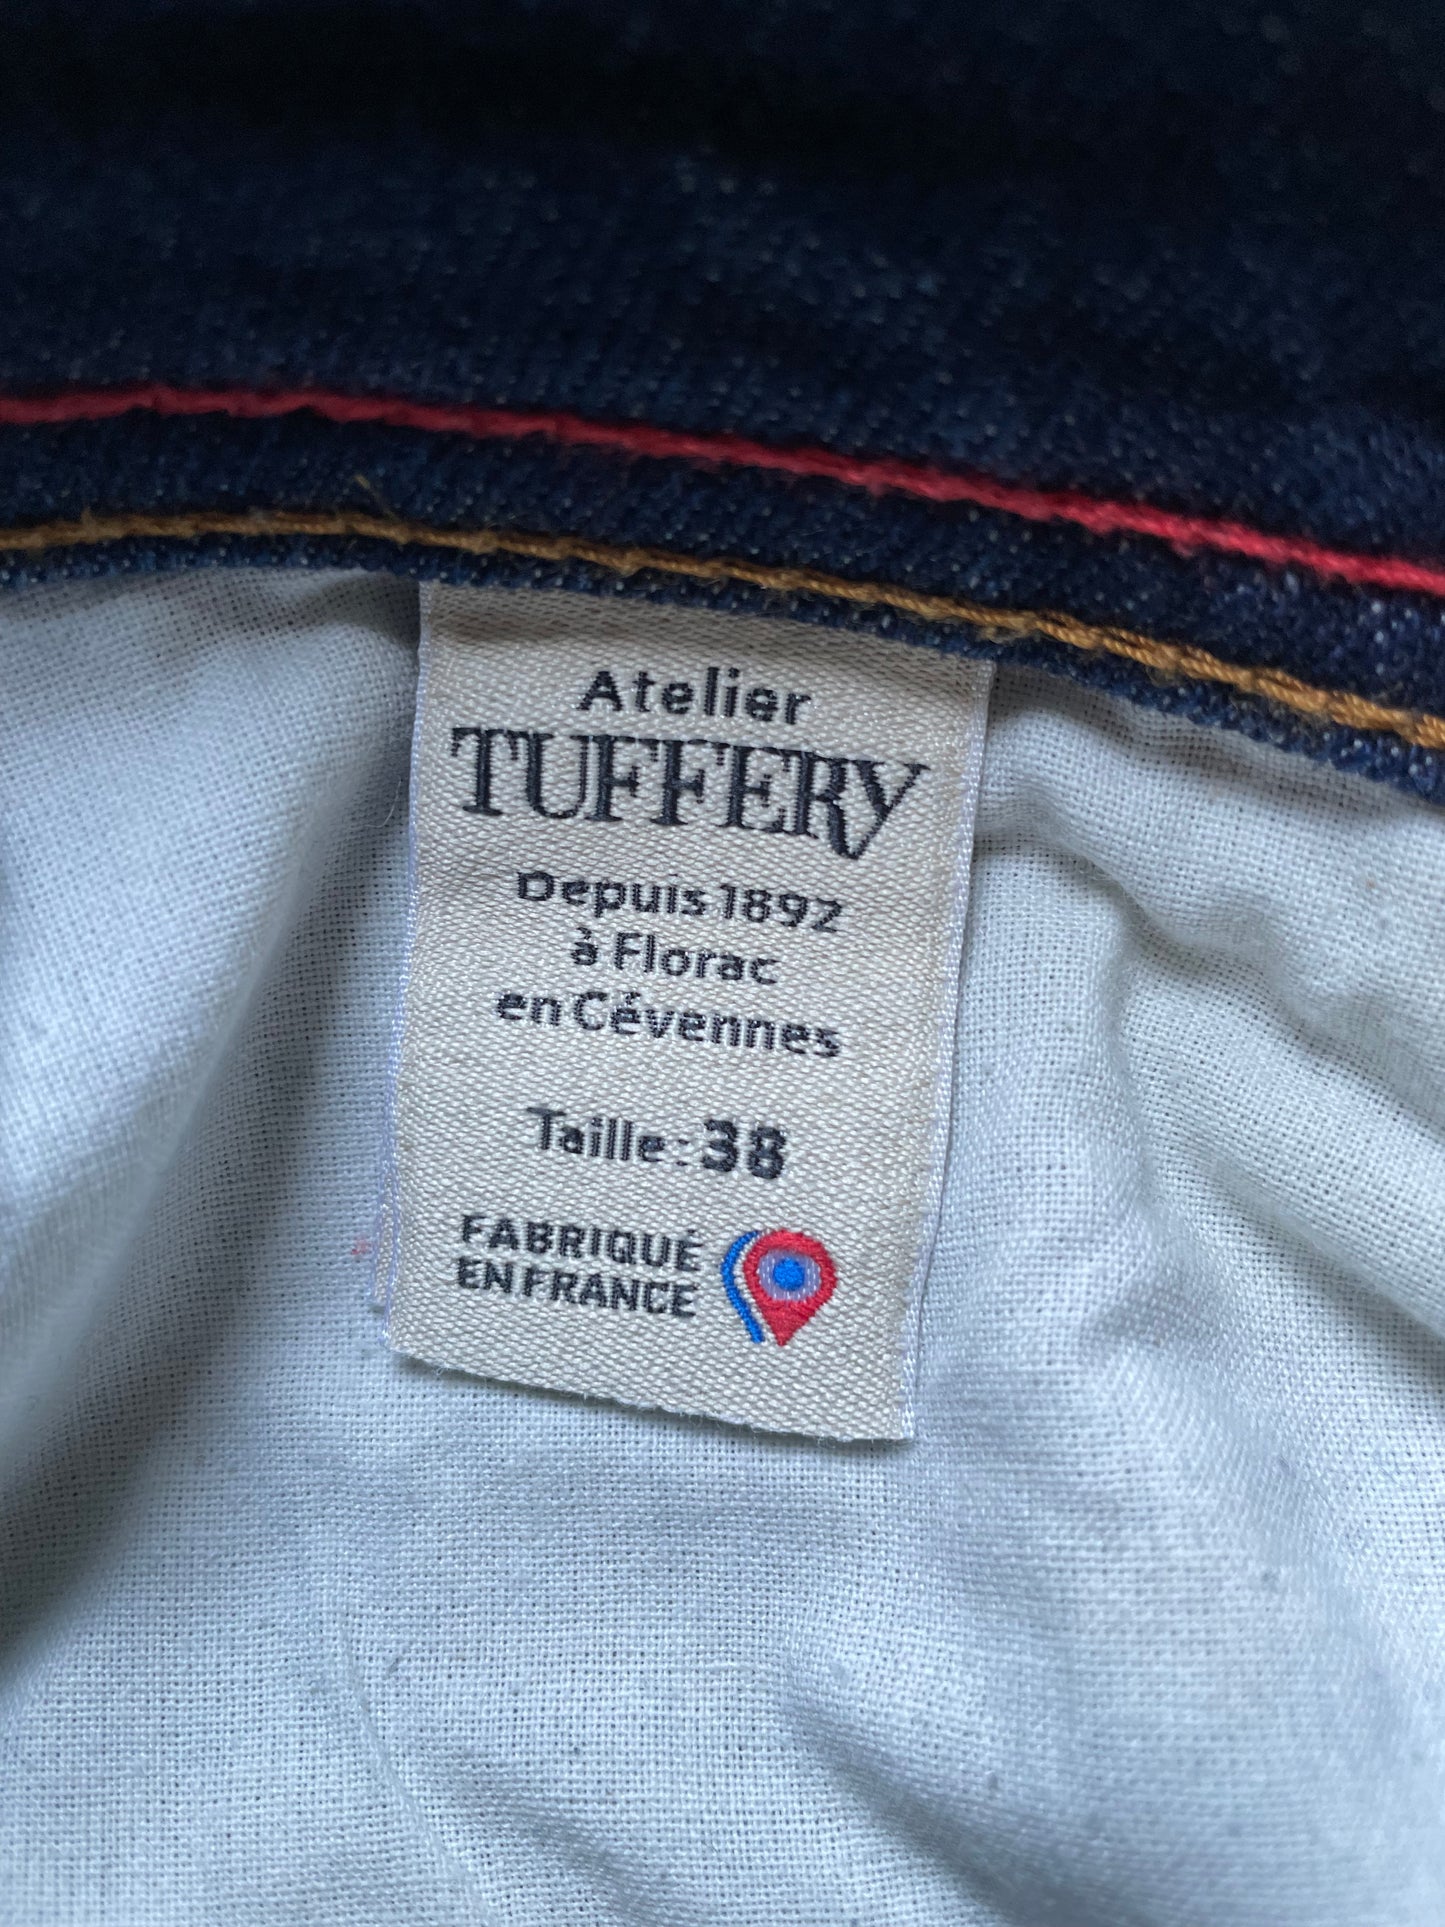 Atelier
TUFFERY
Depuis 1892
à Florac
en Cévennes
Taille : 38
FABRIQUÉ
EN FRANCE